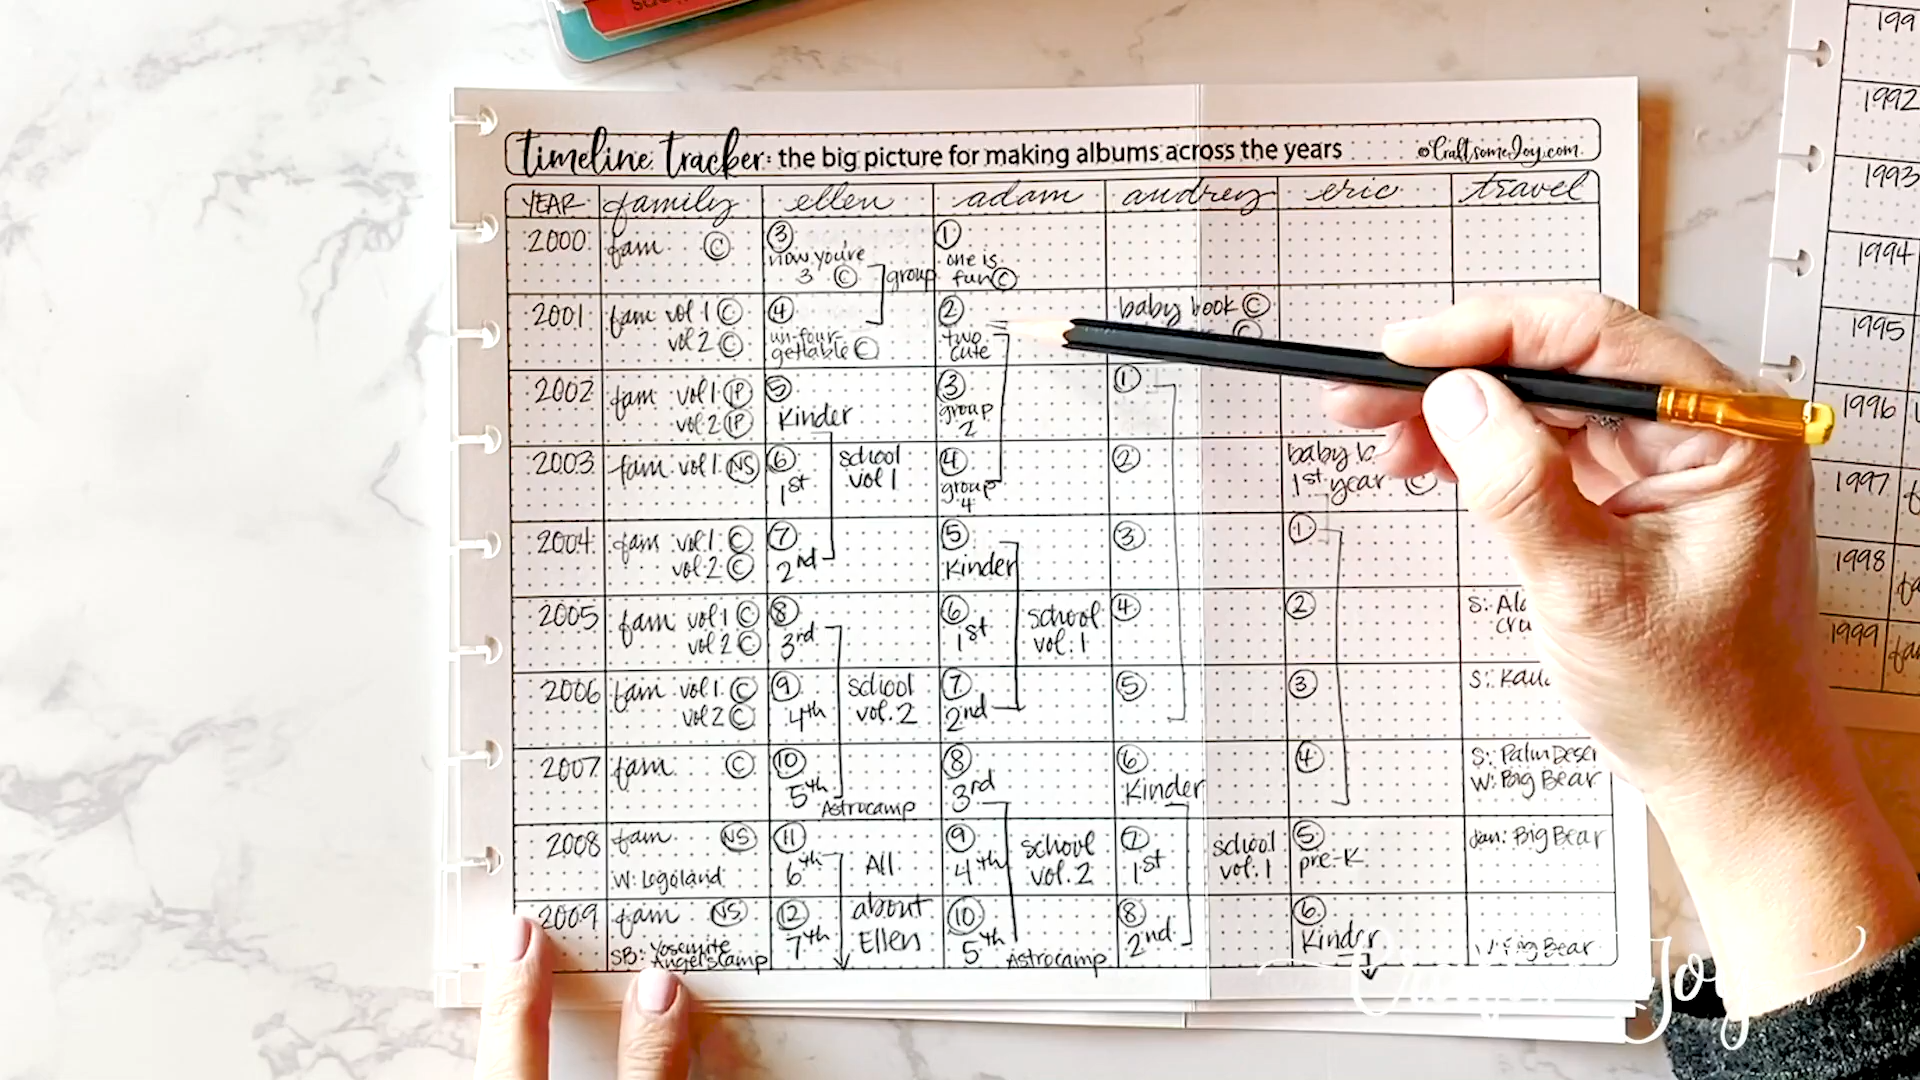 timeline tracker: the big picture for making albums across the years ©CraftsomeJoy.com
YEAR family ellen adam audrey eric travel
2000
fam C
3
now you're
3 C
group
1
one is
fun C
2001
fam vol 1 C
vol 2 C
4
un-four-
gettable C
2
two
cute
baby book C
C
2002
fam vol 1 IP
vol 2 IP
5
Kinder
3
group
2
1
2003
fam vol 1 NS
6
1st
school
vol 1
4
group
4
2
baby
1st year C
2004
fam vol 1 C
vol 2 C
7
2nd
5
Kinder
3
1
2005
fam vol 1 C
vol 2 C
8
3rd
6
1st
school
vol. 1
4
2
S:
2006
fam vol 1 C
vol 2 C
9
4th
school
vol. 2
7
2nd
5
3
S:
2007
fam C
10
5th
Astrocamp
8
3rd
6
Kinder
4
S: Palm
W: Big Bear
2008
fam NS
W: Legoland
11
6th
All
9
4th
school
vol. 2
7
1st
school
vol. 1
5
pre-K
Jan: Big Bear
2009
fam NS
SB: Yosemite
Angels Camp
12
7th
about
Ellen
10
5th
Astrocamp
8
2nd
6
Kinder
Big Bear
199
1992
1993
1994
1995
1996
1997
1998
1999
Joy